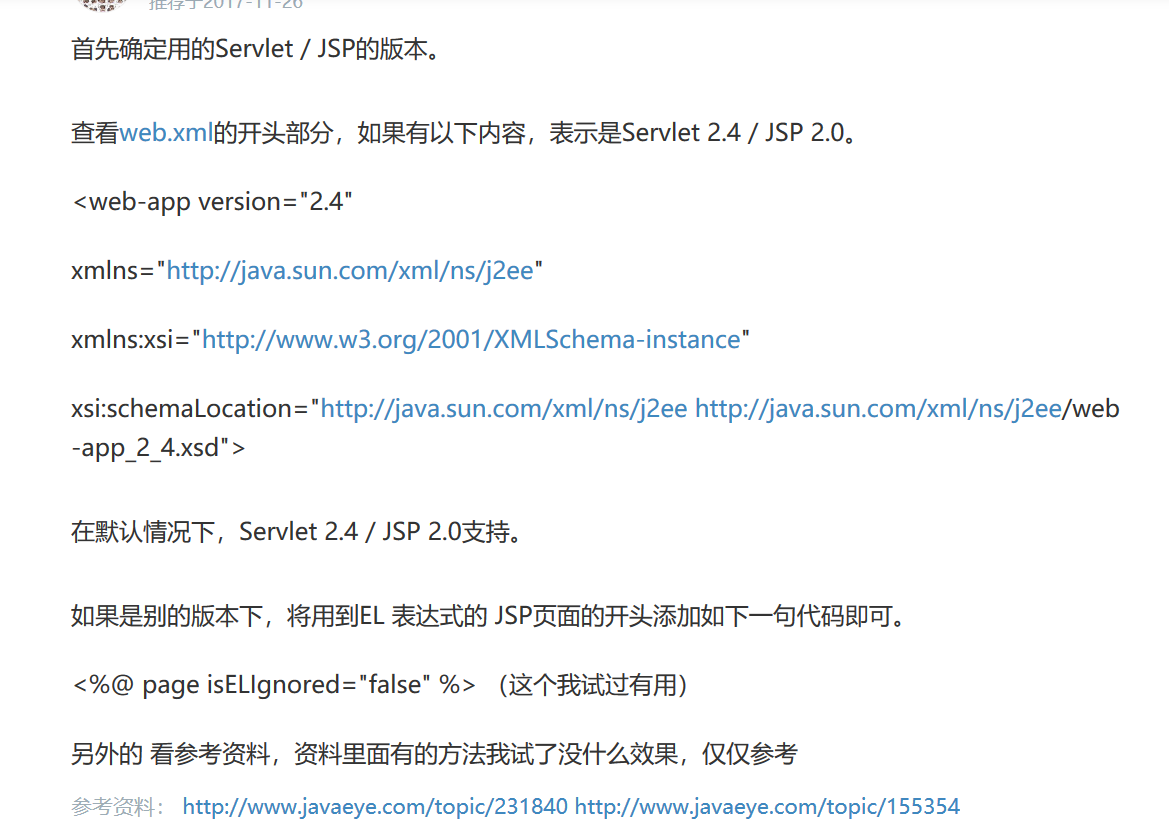 推荐于2017-11-26
首先确定用的Servlet / JSP的版本。
查看web.xml的开头部分，如果有以下内容，表示是Servlet 2.4 / JSP 2.0。
<web-app version="2.4"
xmlns="http://java.sun.com/xml/ns/j2ee"
xmlns:xsi="http://www.w3.org/2001/XMLSchema-instance"
xsi:schemaLocation="http://java.sun.com/xml/ns/j2ee http://java.sun.com/xml/ns/j2ee/web
-app_2_4.xsd">
在默认情况下，Servlet 2.4 / JSP 2.0支持。
如果是别的版本下，将用到EL 表达式的 JSP页面的开头添加如下一句代码即可。
<%@ page isELIgnored="false" %> （这个我试过有用）
另外的 看参考资料，资料里面有的方法我试了没什么效果，仅仅参考
参考资料： http://www.javaeye.com/topic/231840 http://www.javaeye.com/topic/155354